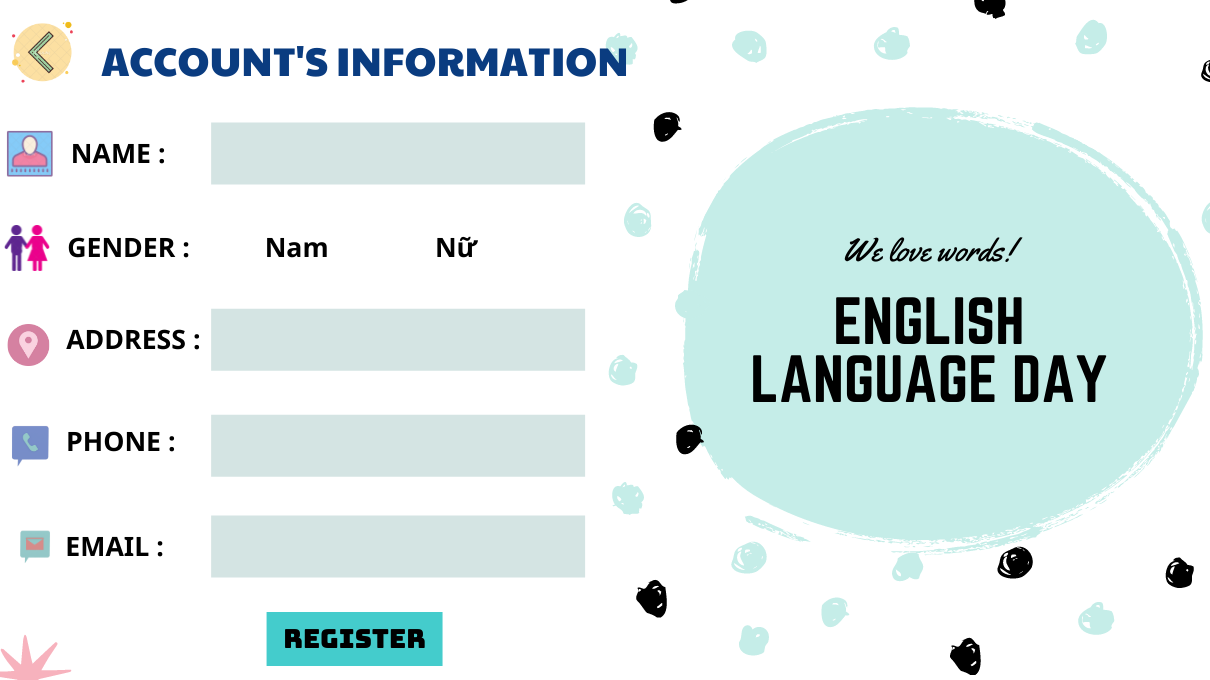 ACCOUNT'S INFORMATION
NAME :
GENDER : Nam Nữ
ADDRESS :
PHONE :
EMAIL :
REGISTER
We love words!
ENGLISH
LANGUAGE DAY